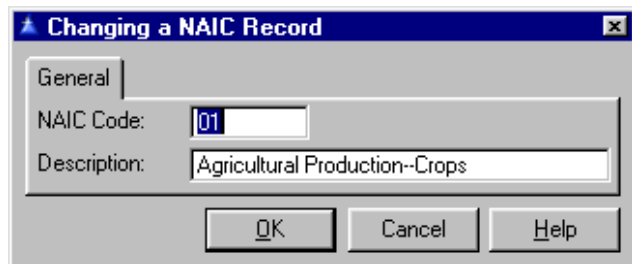 Changing a NAIC Record
General
NAIC Code: 01
Description: Agricultural Production--Crops
OK Cancel Help